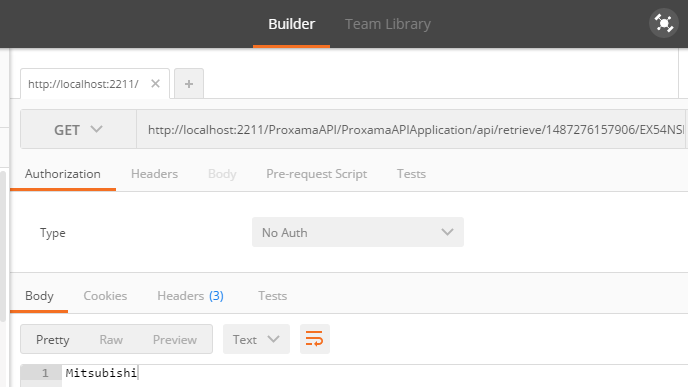 Builder Team Library
http://localhost:2211/
GET http://localhost:2211/ProxamaAPI/ProxamaAPIApplication/api/retrieve/1487276157906/EX54NS
Authorization Headers Body Pre-request Script Tests
Type No Auth
Body Cookies Headers (3) Tests
Pretty Raw Preview Text
1 Mitsubishi